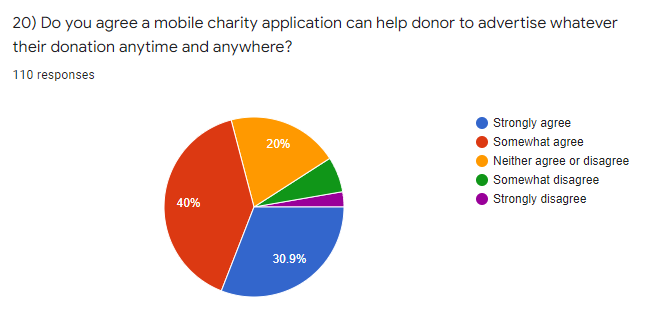 20) Do you agree a mobile charity application can help donor to advertise whatever
their donation anytime and anywhere?
110 responses
Strongly agree
Somewhat agree
Neither agree or disagree
Somewhat disagree
Strongly disagree
20%
40%
30.9%